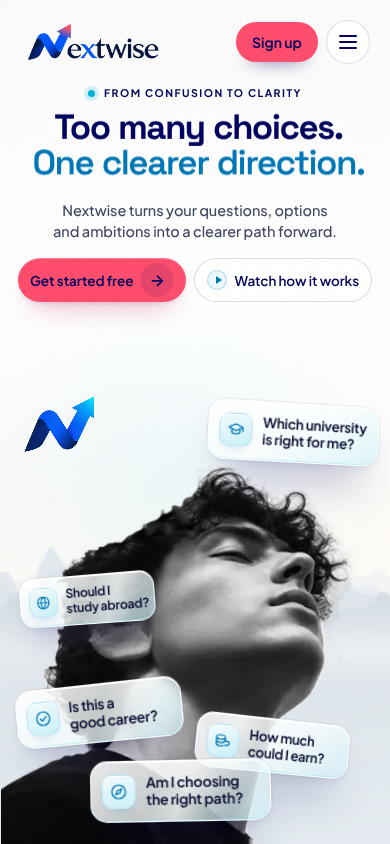 Nextwise
Sign up
FROM CONFUSION TO CLARITY
Too many choices.
One clearer direction.
Nextwise turns your questions, options
and ambitions into a clearer path forward.
Get started free
Watch how it works
Which university
is right for me?
Should I
study abroad?
Is this a
good career?
How much
could I earn?
Am I choosing
the right path?